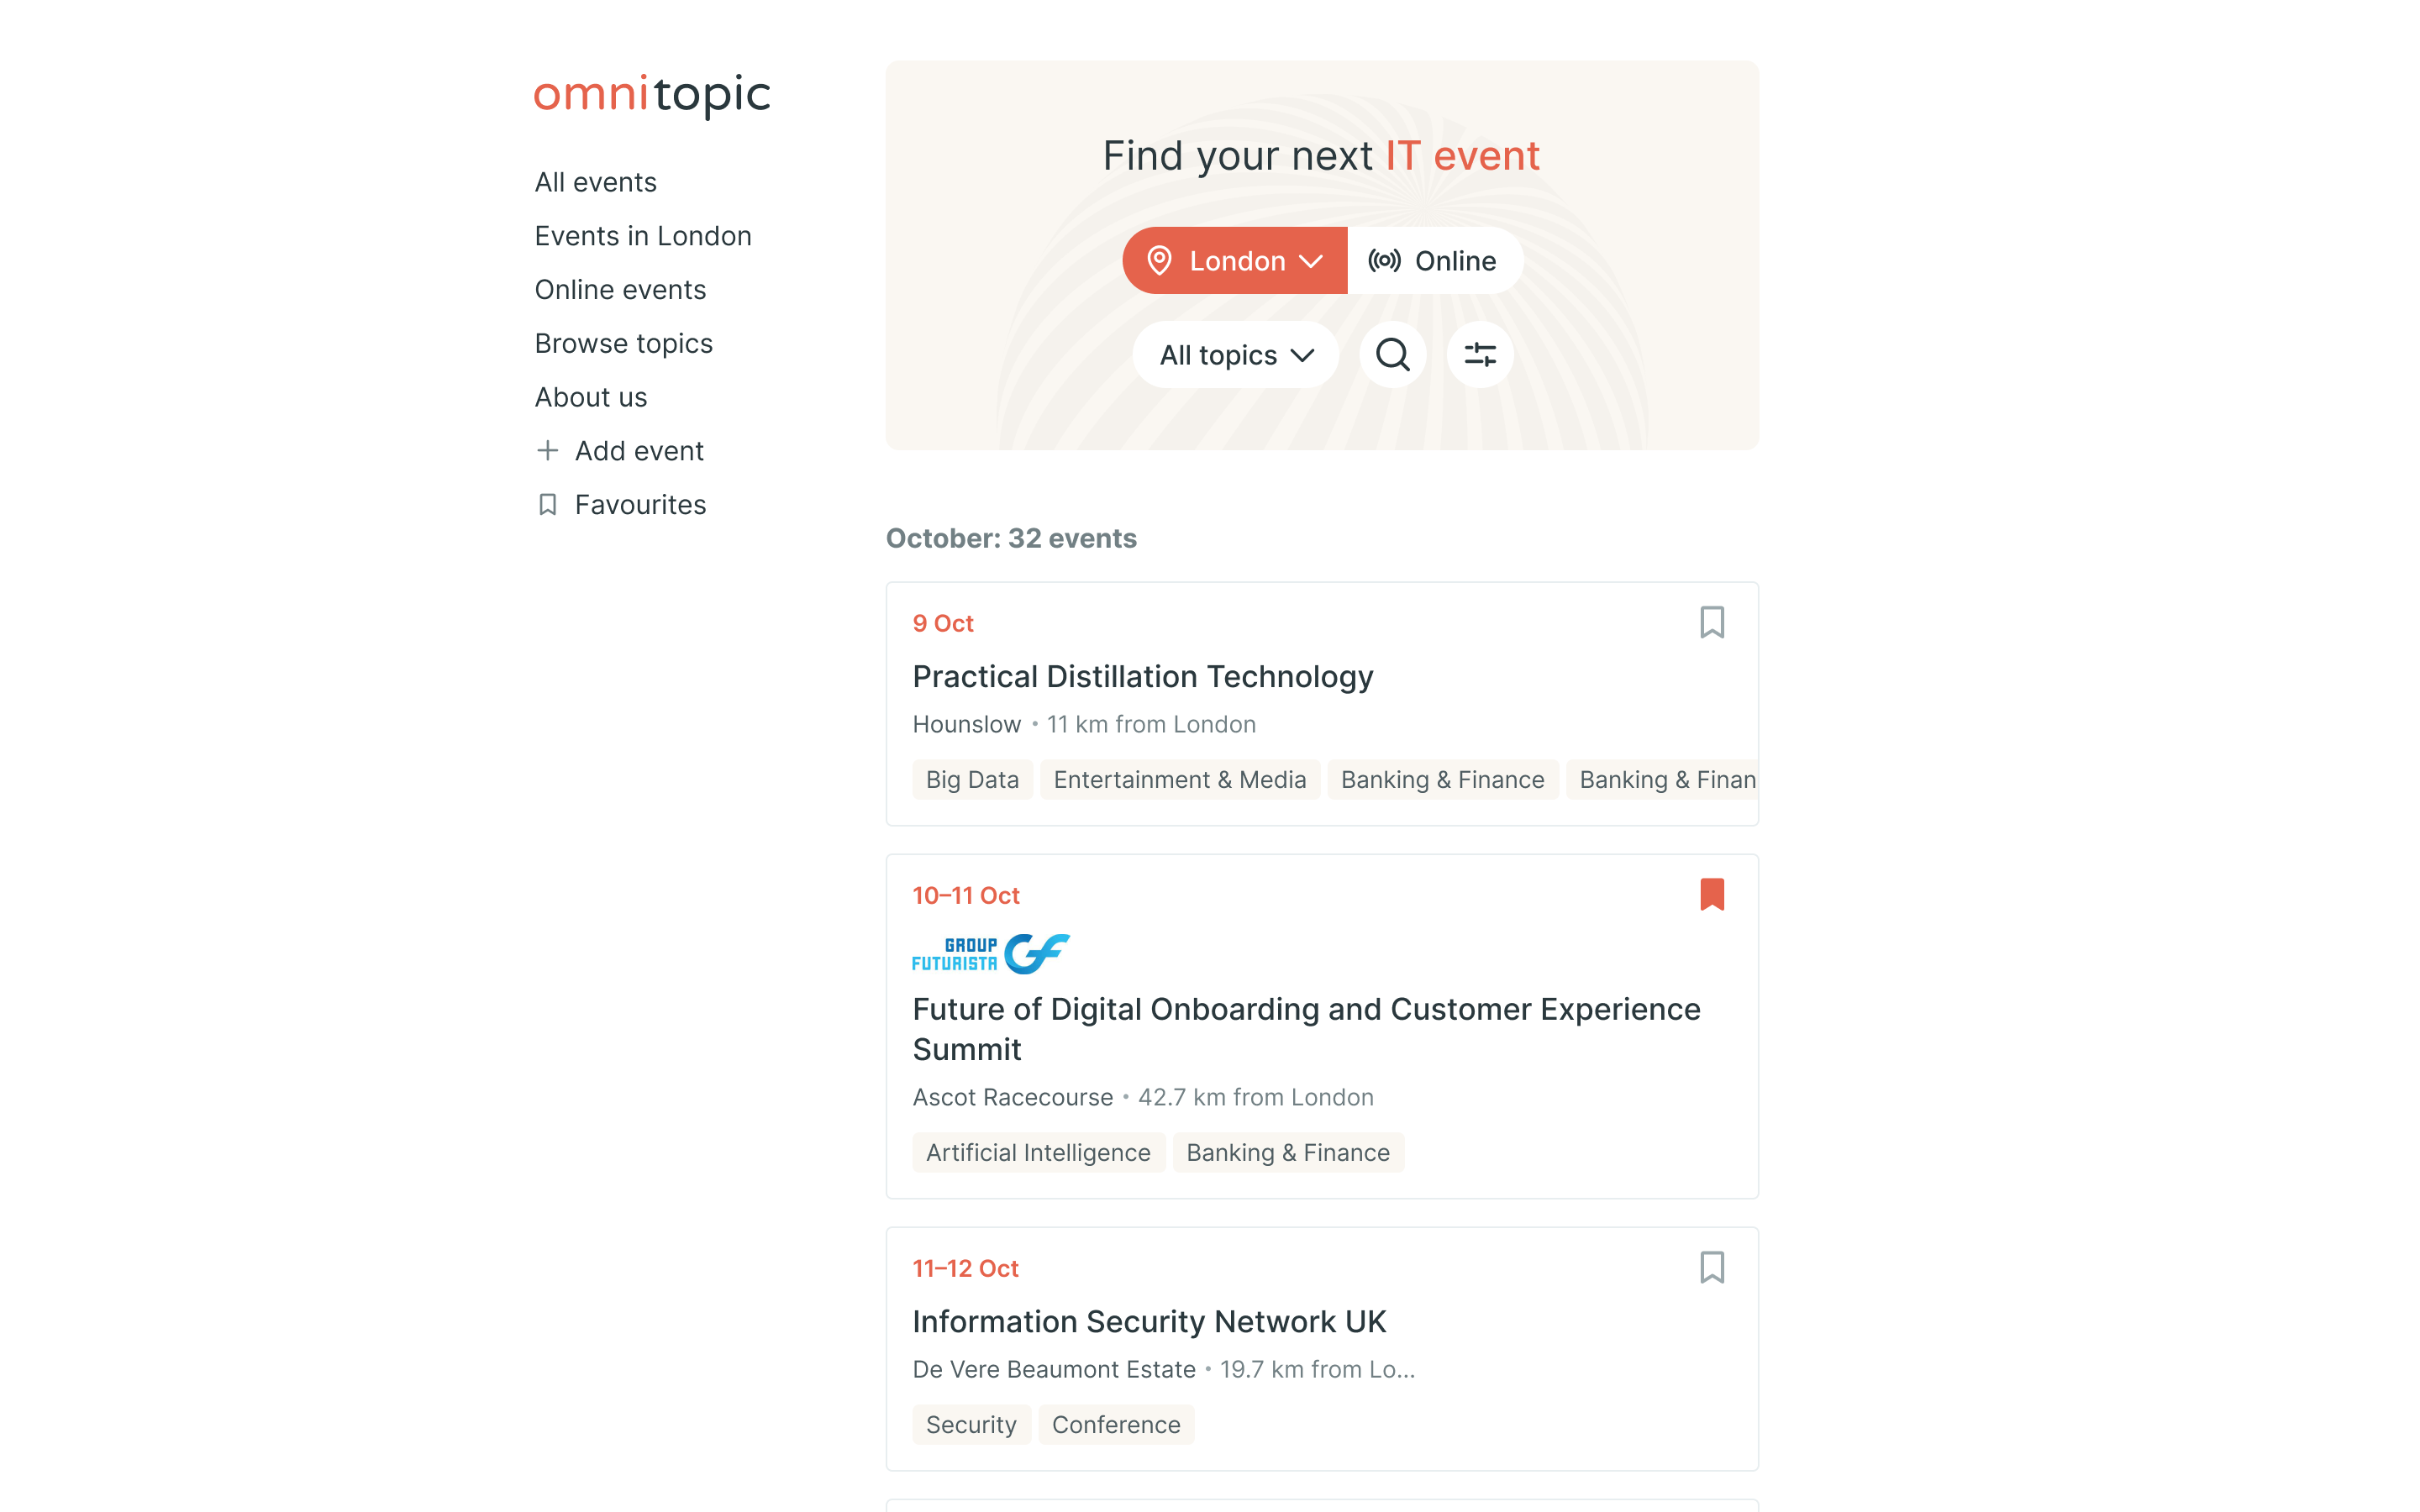 omnitopic
All events
Events in London
Online events
Browse topics
About us
Add event
Favourites
Find your next IT event
London
Online
All topics
October: 32 events
9 Oct
Practical Distillation Technology
Hounslow • 11 km from London
Big Data Entertainment & Media Banking & Finance Banking & Finan
10–11 Oct
GROUP
FUTURISTA GF
Future of Digital Onboarding and Customer Experience
Summit
Ascot Racecourse • 42.7 km from London
Artificial Intelligence Banking & Finance
11–12 Oct
Information Security Network UK
De Vere Beaumont Estate • 19.7 km from Lo...
Security Conference